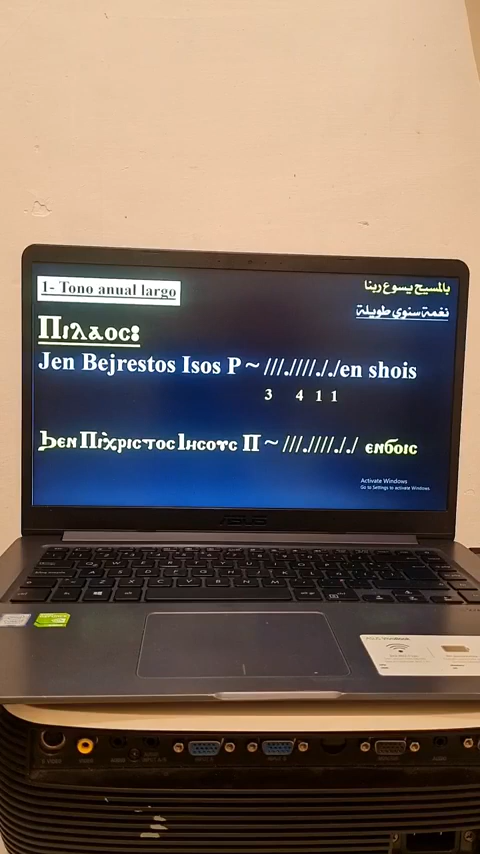 1- Tono anual largo
بالمسيح يسوع ربنا
نغمة سنوي طويلة
Ⲡⲓⲗⲁⲟⲥ:
Jen Bejrestos Isos P ~ ///.////././en shois
3 4 1 1
Ϧⲉⲛ Ⲡⲓⲭ̀ⲣⲓⲥⲧⲟⲥ Ⲓⲏⲥⲟⲩⲥ Ⲡ ~ ///.////././ ⲉⲛϭⲟⲓⲥ
Activate Windows
Go to Settings to activate Windows.
ASUS
VIDEO